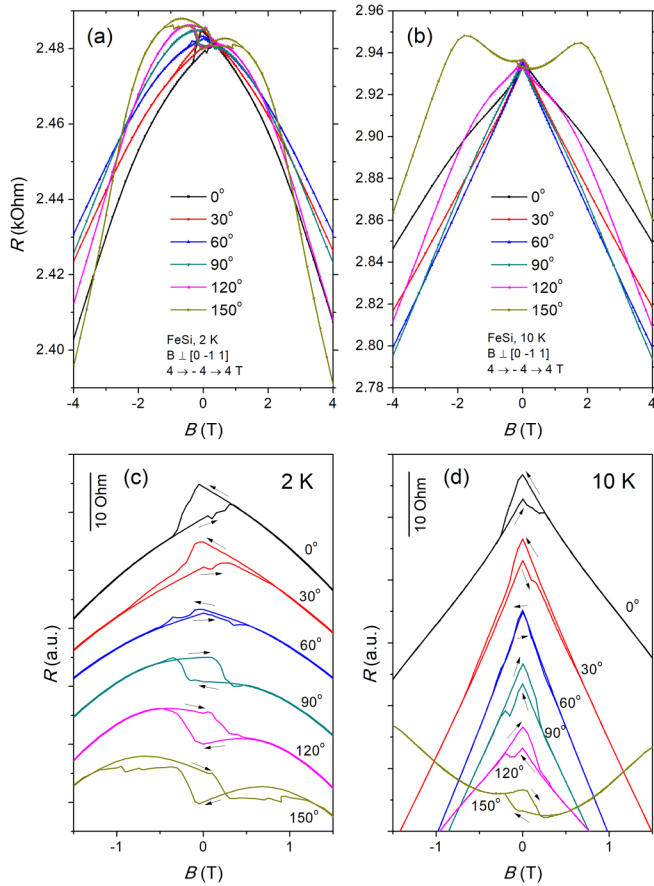 (a)
2.48
2.46
2.44
2.42
2.40
R (kOhm)
0°
30°
60°
90°
120°
150°
FeSi, 2 K
B ⊥ [0 -1 1]
4 → - 4 → 4 T
-4 -2 0 2 4
B (T)
(b)
2.96
2.94
2.92
2.90
2.88
2.86
2.84
2.82
2.80
2.78
0°
30°
60°
90°
120°
150°
FeSi, 10 K
B ⊥ [0 -1 1]
4 → - 4 → 4 T
-4 -2 0 2 4
B (T)
(c) 2 K
10 Ohm
R (a.u.)
0°
30°
60°
90°
120°
150°
-1 0 1
B (T)
(d) 10 K
10 Ohm
R (a.u.)
0°
30°
60°
90°
120°
150°
-1 0 1
B (T)